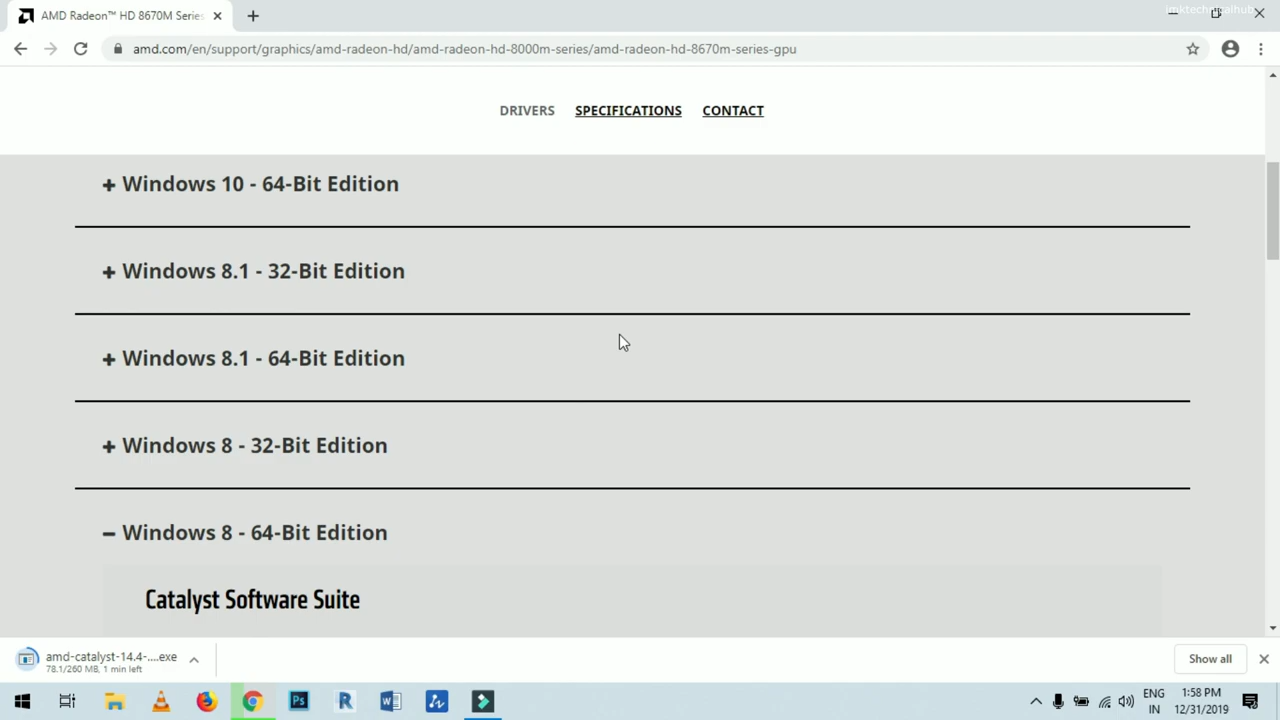 jmktechnicalhub
AMD Radeon™ HD 8670M Series
amd.com/en/support/graphics/amd-radeon-hd/amd-radeon-hd-8000m-series/amd-radeon-hd-8670m-series-gpu
DRIVERS SPECIFICATIONS CONTACT
+ Windows 10 - 64-Bit Edition
+ Windows 8.1 - 32-Bit Edition
+ Windows 8.1 - 64-Bit Edition
+ Windows 8 - 32-Bit Edition
− Windows 8 - 64-Bit Edition
Catalyst Software Suite
amd-catalyst-14.4-....exe
78.1/260 MB, 1 min left
Show all
Ps R W
ENG
IN
1:58 PM
12/31/2019